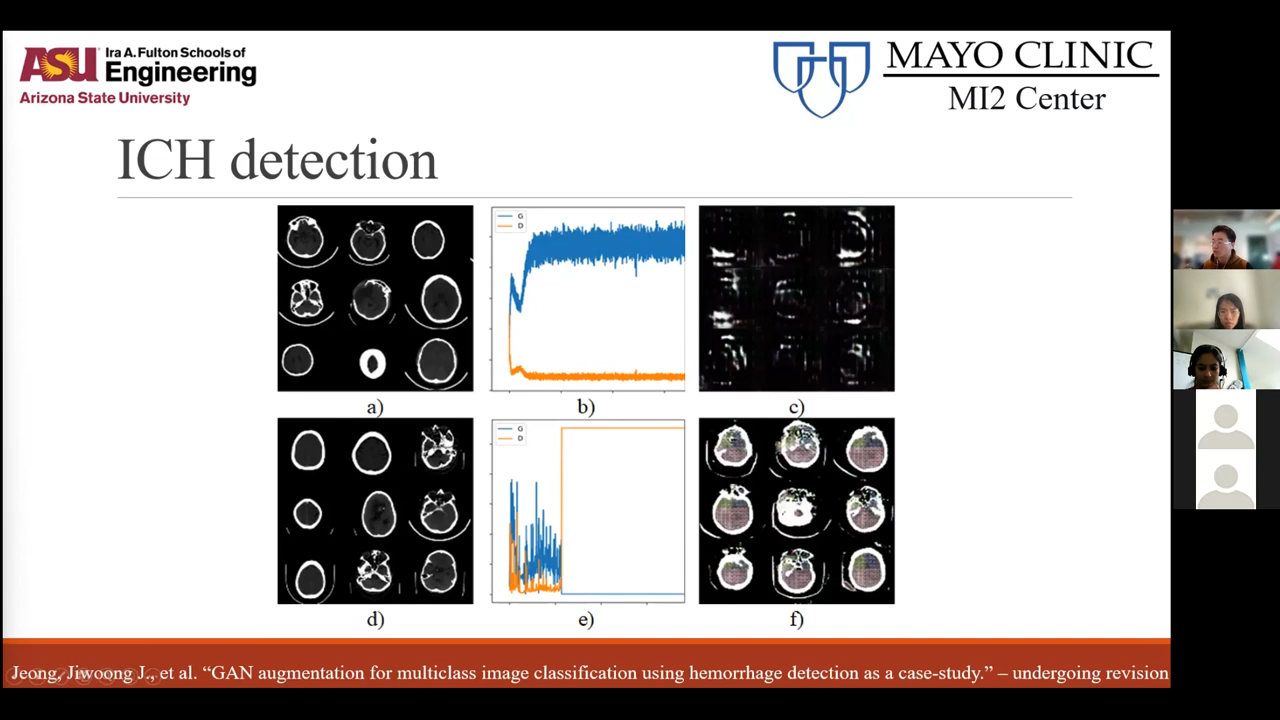 ASU Ira A. Fulton Schools of
Engineering
Arizona State University
MAYO CLINIC
MI2 Center
ICH detection
G
D
a)
b)
c)
G
D
d)
e)
f)
Jeong, Jiwoong J., et al. “GAN augmentation for multiclass image classification using hemorrhage detection as a case-study.” – undergoing revision